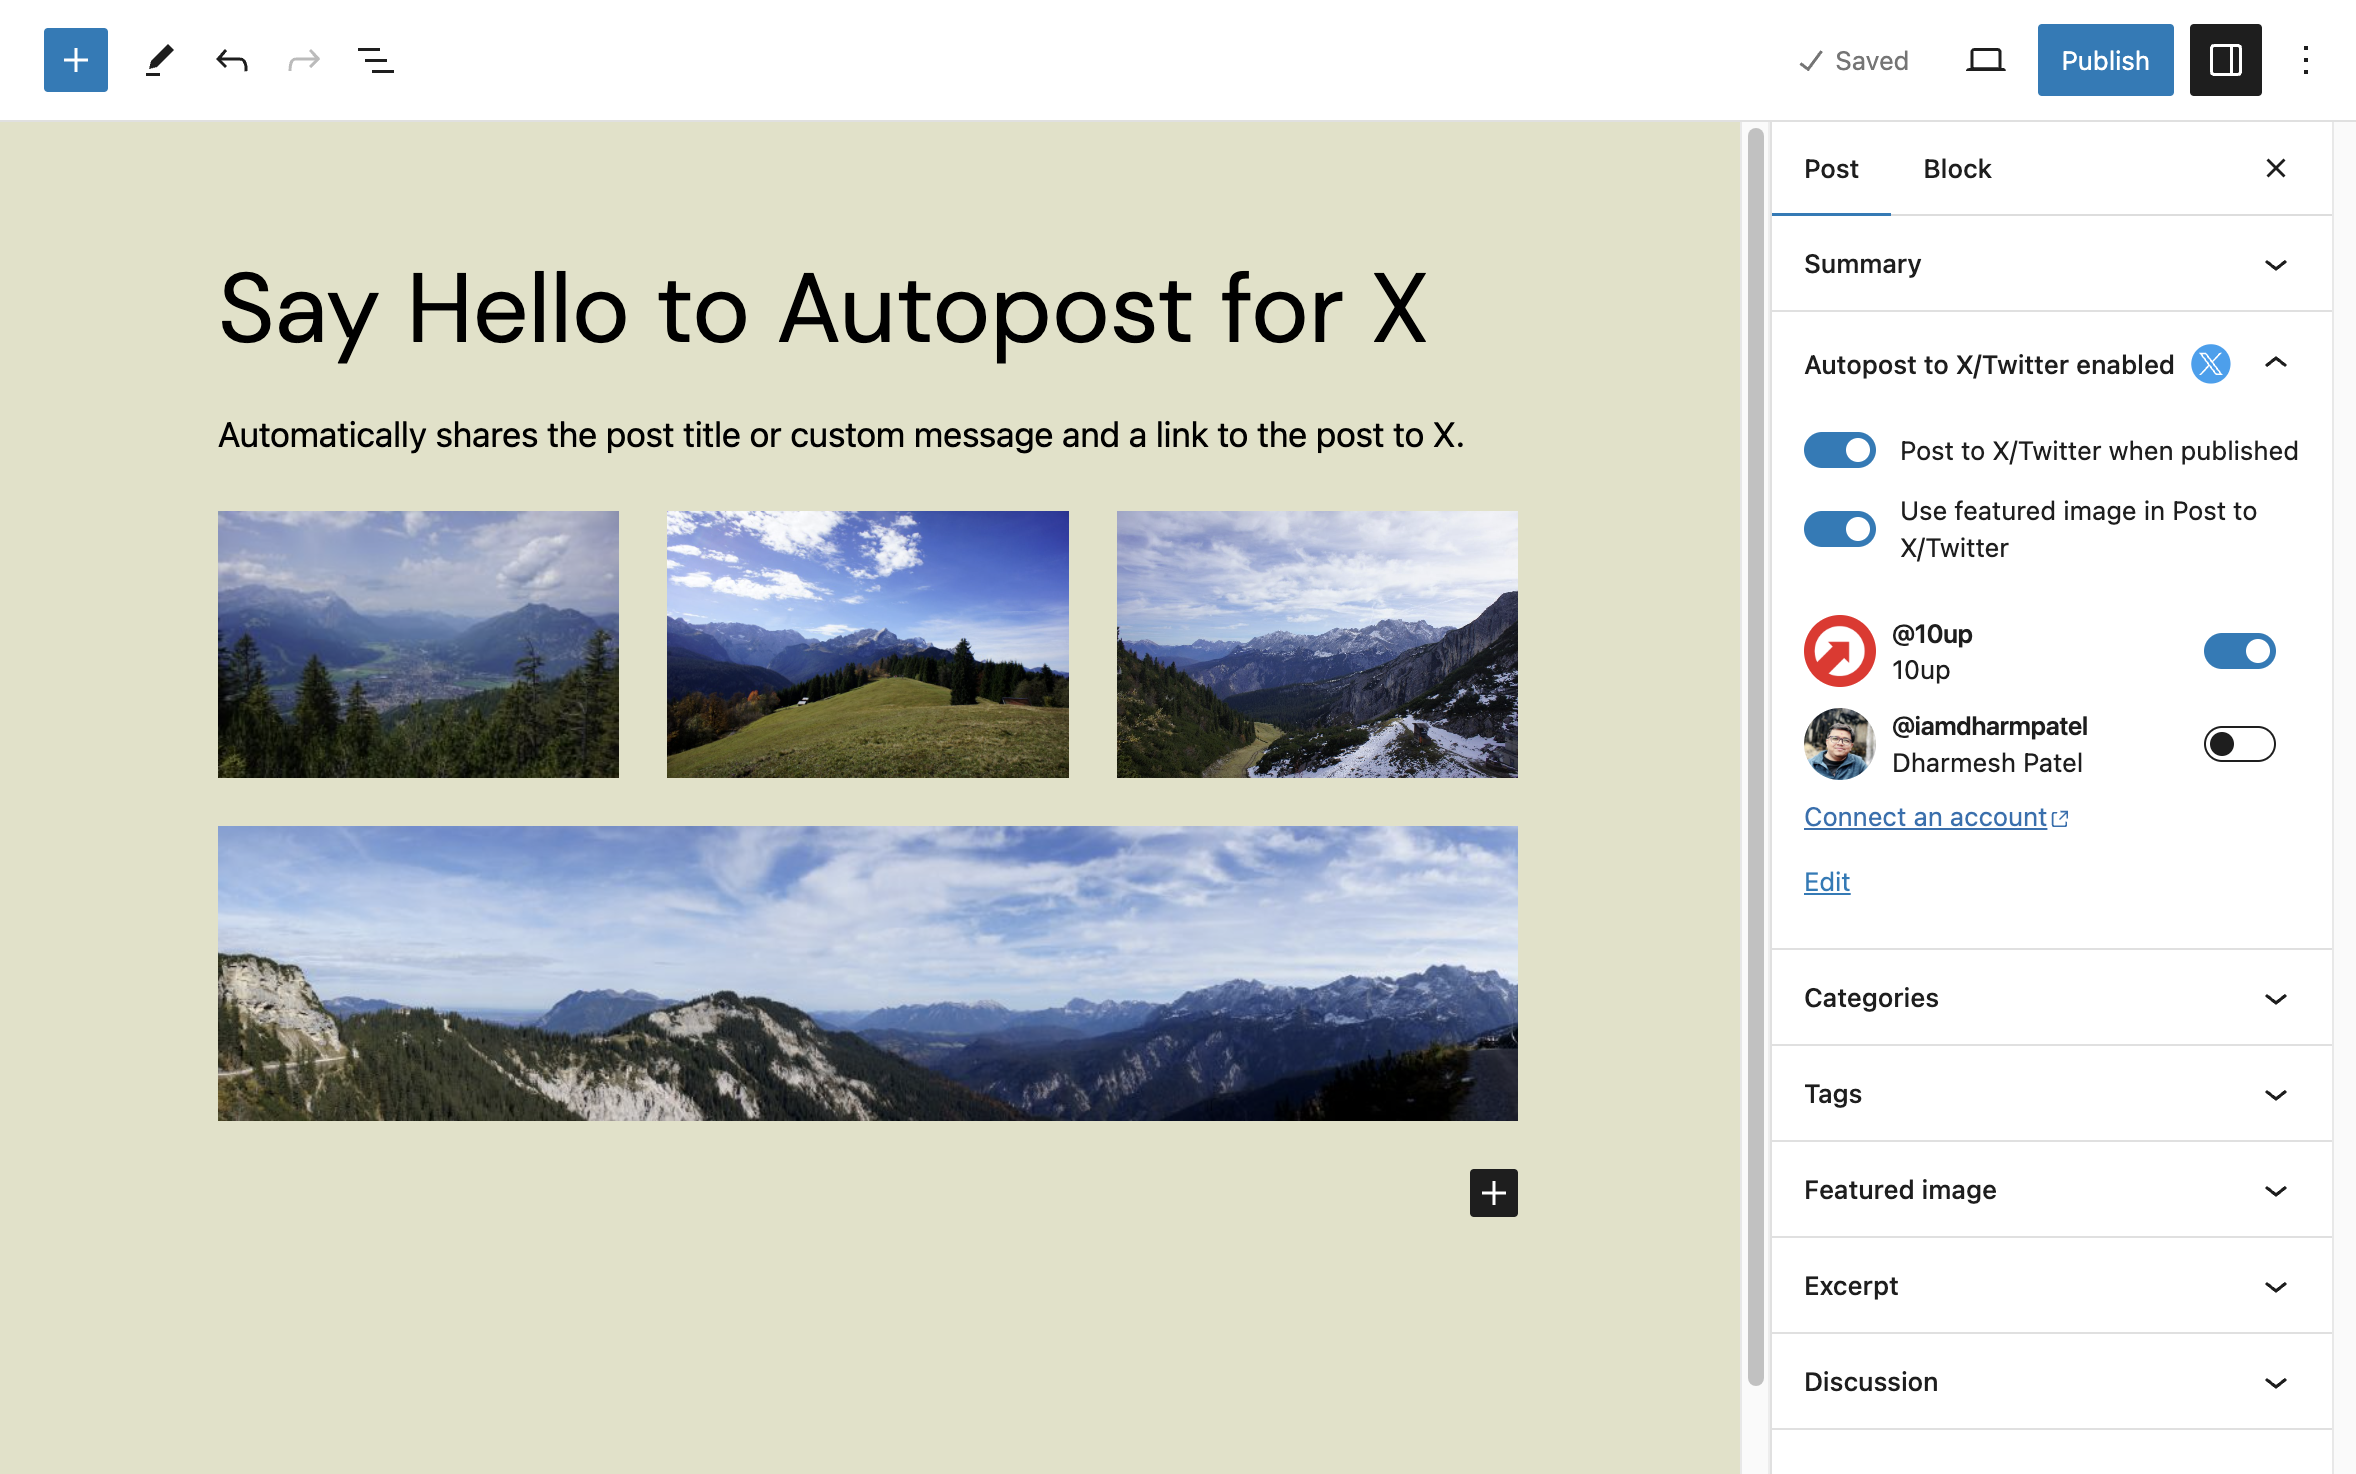 Saved
Publish
Post
Block
Say Hello to Autopost for X
Automatically shares the post title or custom message and a link to the post to X.
Summary
Autopost to X/Twitter enabled
Post to X/Twitter when published
Use featured image in Post to
X/Twitter
@10up
10up
@iamdharmpatel
Dharmesh Patel
Connect an account
Edit
Categories
Tags
Featured image
Excerpt
Discussion